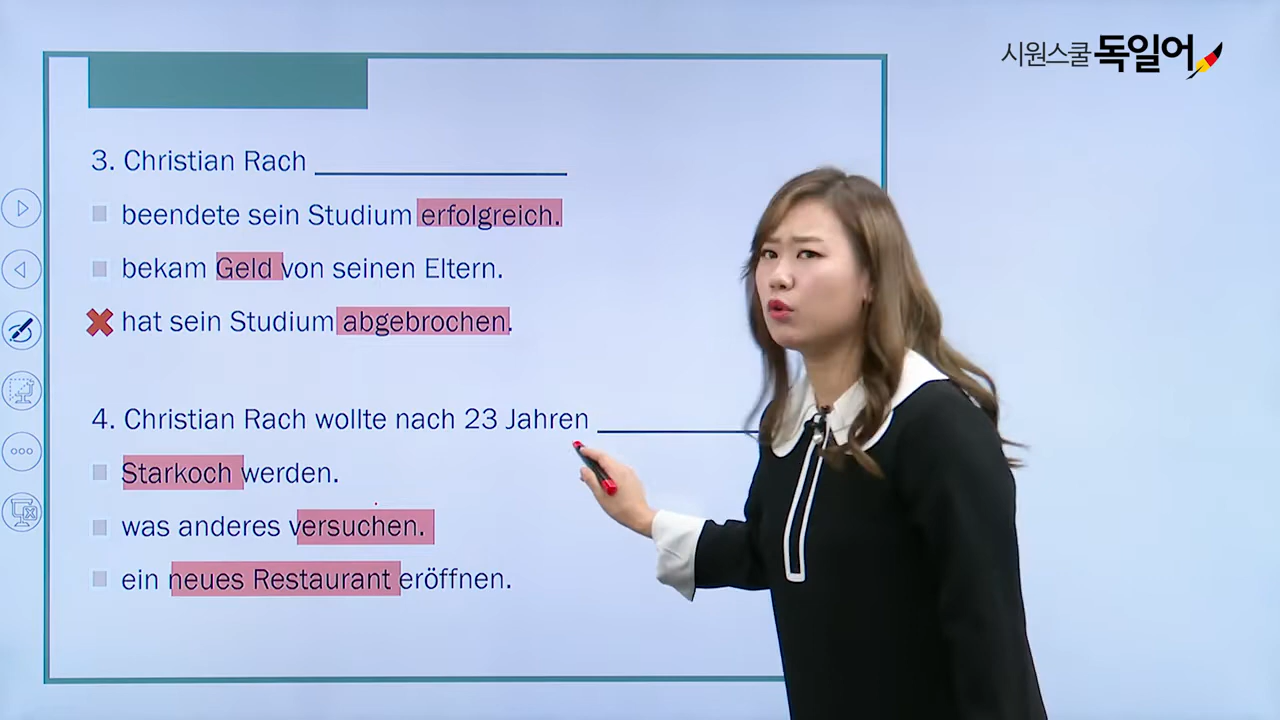 시원스쿨 독일어
3. Christian Rach
beendete sein Studium erfolgreich.
bekam Geld von seinen Eltern.
hat sein Studium abgebrochen.
4. Christian Rach wollte nach 23 Jahren
Starkoch werden.
was anderes versuchen.
ein neues Restaurant eröffnen.